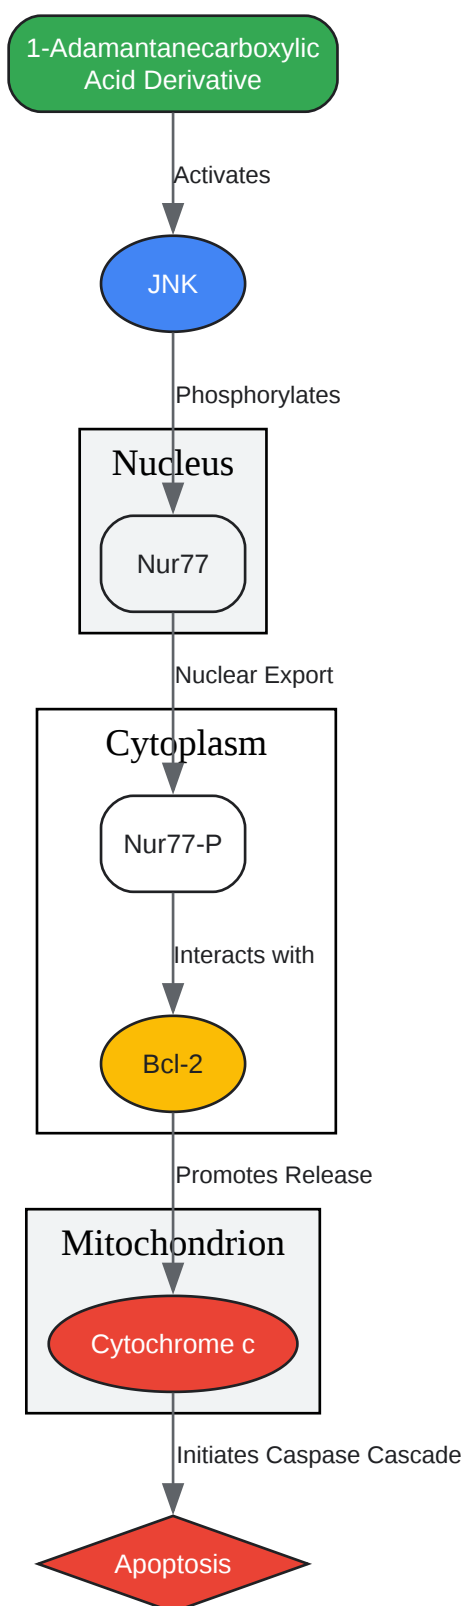 1-Adamantanecarboxylic
Acid Derivative
Activates
JNK
Phosphorylates
Nucleus
Nur77
Nuclear Export
Cytoplasm
Nur77-P
Interacts with
Bcl-2
Promotes Release
Mitochondrion
Cytochrome c
Initiates Caspase Cascade
Apoptosis